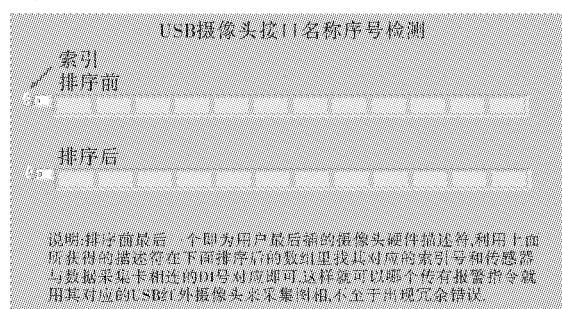 USB摄像头接口名称序号检测
索引
排序前
排序后
说明:排序前最后一个即为用户最后插的摄像头硬件描述符,利用上面
所获得的描述符在下面排序后的数组里找其对应的索引号和传感器
与数据采集卡相连的DI号对应即可,这样就可以哪个传有报警指令就
用其对应的USB红外摄像头来采集图相,不至于出现冗余错误.